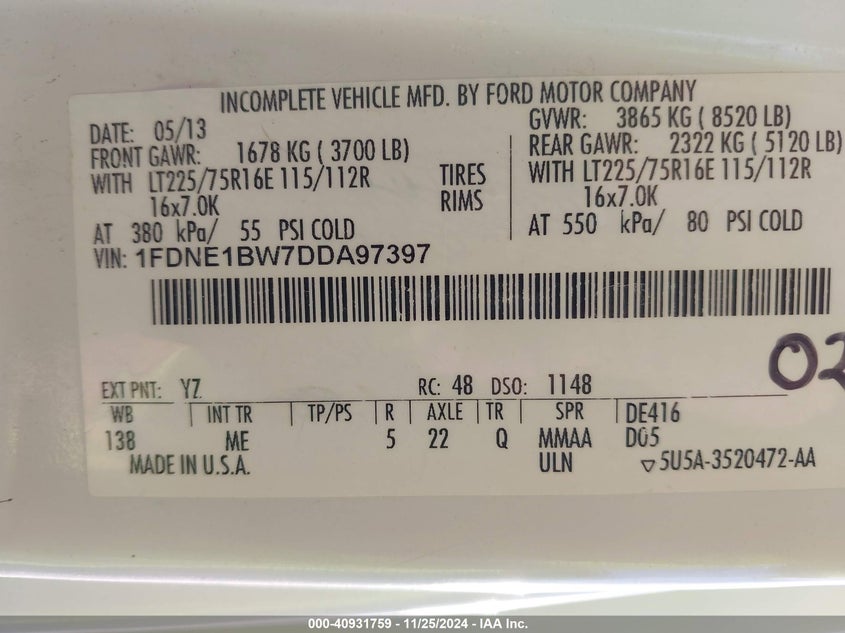 INCOMPLETE VEHICLE MFD. BY FORD MOTOR COMPANY
DATE: 05/13
GVWR: 3865 KG ( 8520 LB)
FRONT GAWR: 1678 KG ( 3700 LB)
REAR GAWR: 2322 KG ( 5120 LB)
WITH LT225/75R16E 115/112R TIRES WITH LT225/75R16E 115/112R
16x7.0K RIMS 16x7.0K
AT 380 kPa/ 55 PSI COLD AT 550 kPa/ 80 PSI COLD
VIN: 1FDNE1BW7DDA97397
02
EXT PNT: YZ RC: 48 DSO: 1148
WB INT TR TP/PS R AXLE TR SPR DE416
138 ME 5 22 Q MMAA D05
MADE IN U.S.A. ULN ▽5U5A-3520472-AA
000-40931759 - 11/25/2024 - IAA Inc.